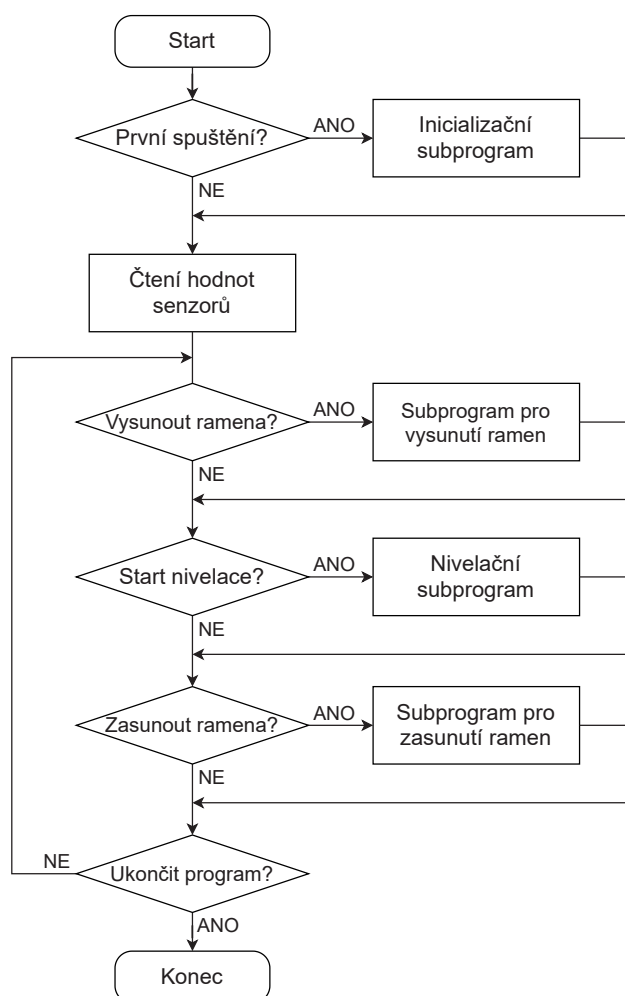 Start
První spuštění?
ANO
Inicializační
subprogram
NE
Čtení hodnot
senzorů
Vysunout ramena?
ANO
Subprogram pro
vysunutí ramen
NE
Start nivelace?
ANO
Nivelační
subprogram
NE
Zasunout ramena?
ANO
Subprogram pro
zasunutí ramen
NE
NE
Ukončit program?
ANO
Konec